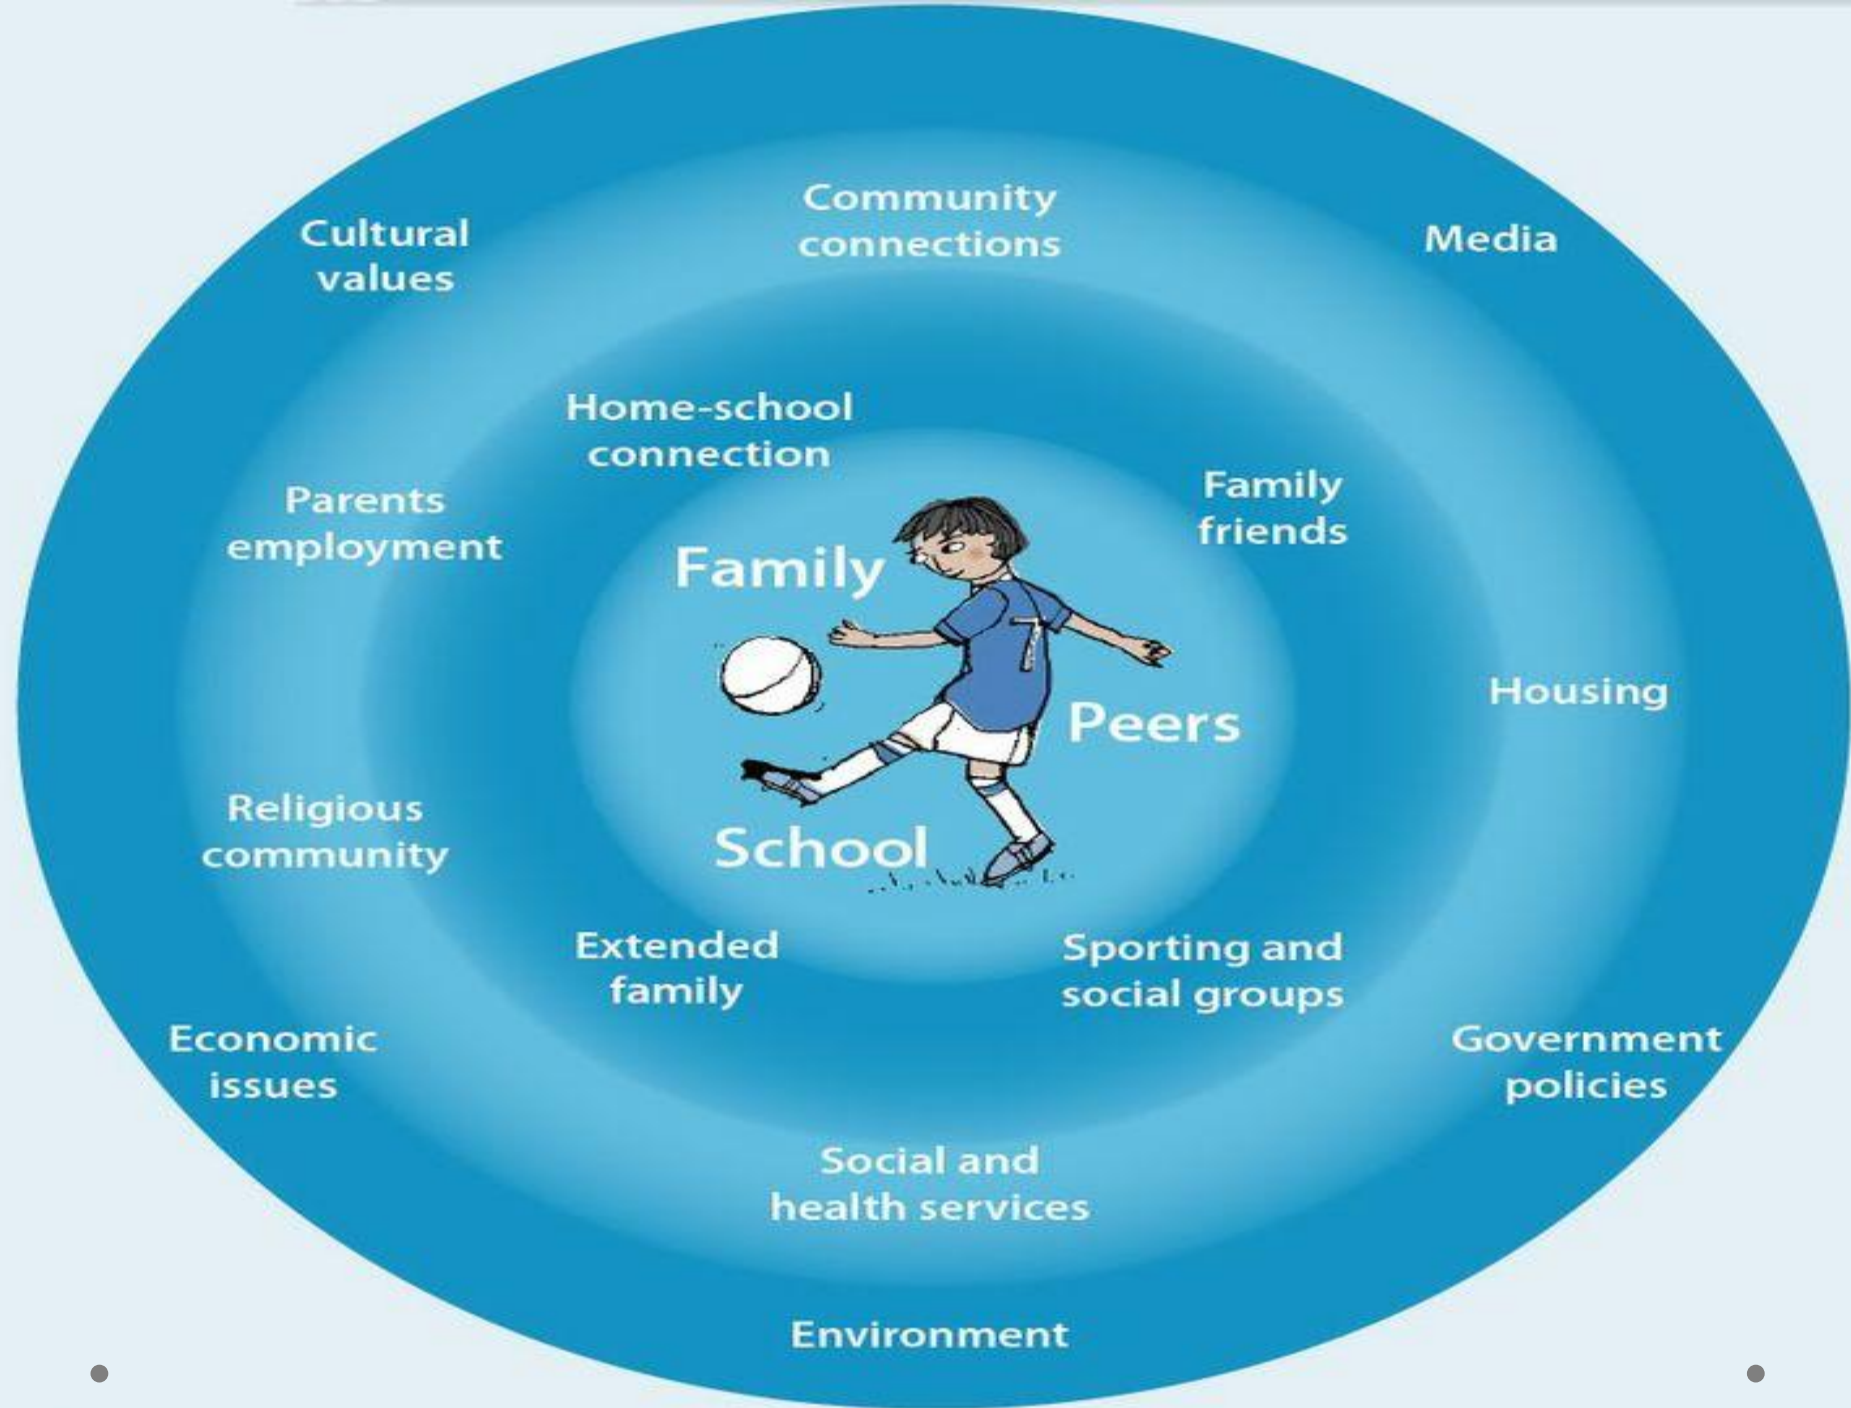 Community
connections
Cultural
values
Media
Home-school
connection
Family
friends
Parents
employment
Family
7
Peers
Housing
Religious
community
School
Extended
family
Sporting and
social groups
Economic
issues
Government
policies
Social and
health services
Environment